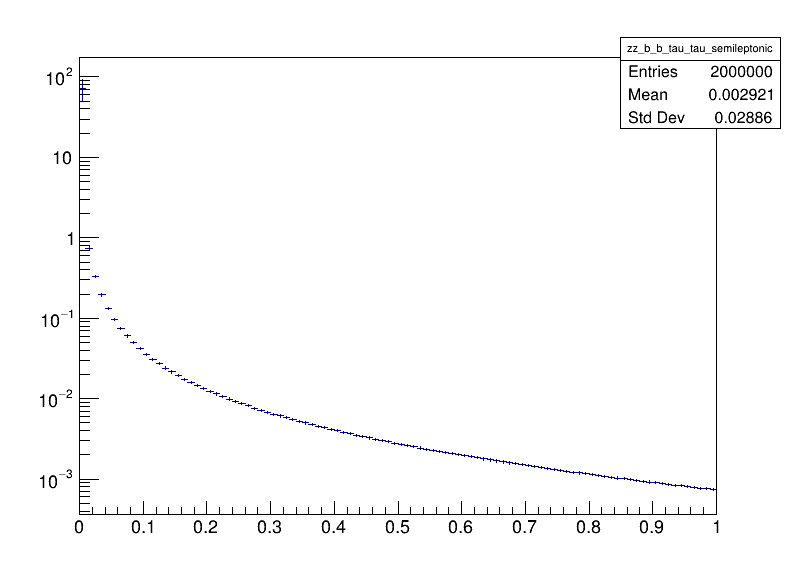 zz_b_b_tau_tau_semileptonic
Entries 2000000
Mean 0.002921
Std Dev 0.02886
10²
10
1
10⁻¹
10⁻²
10⁻³
0 0.1 0.2 0.3 0.4 0.5 0.6 0.7 0.8 0.9 1